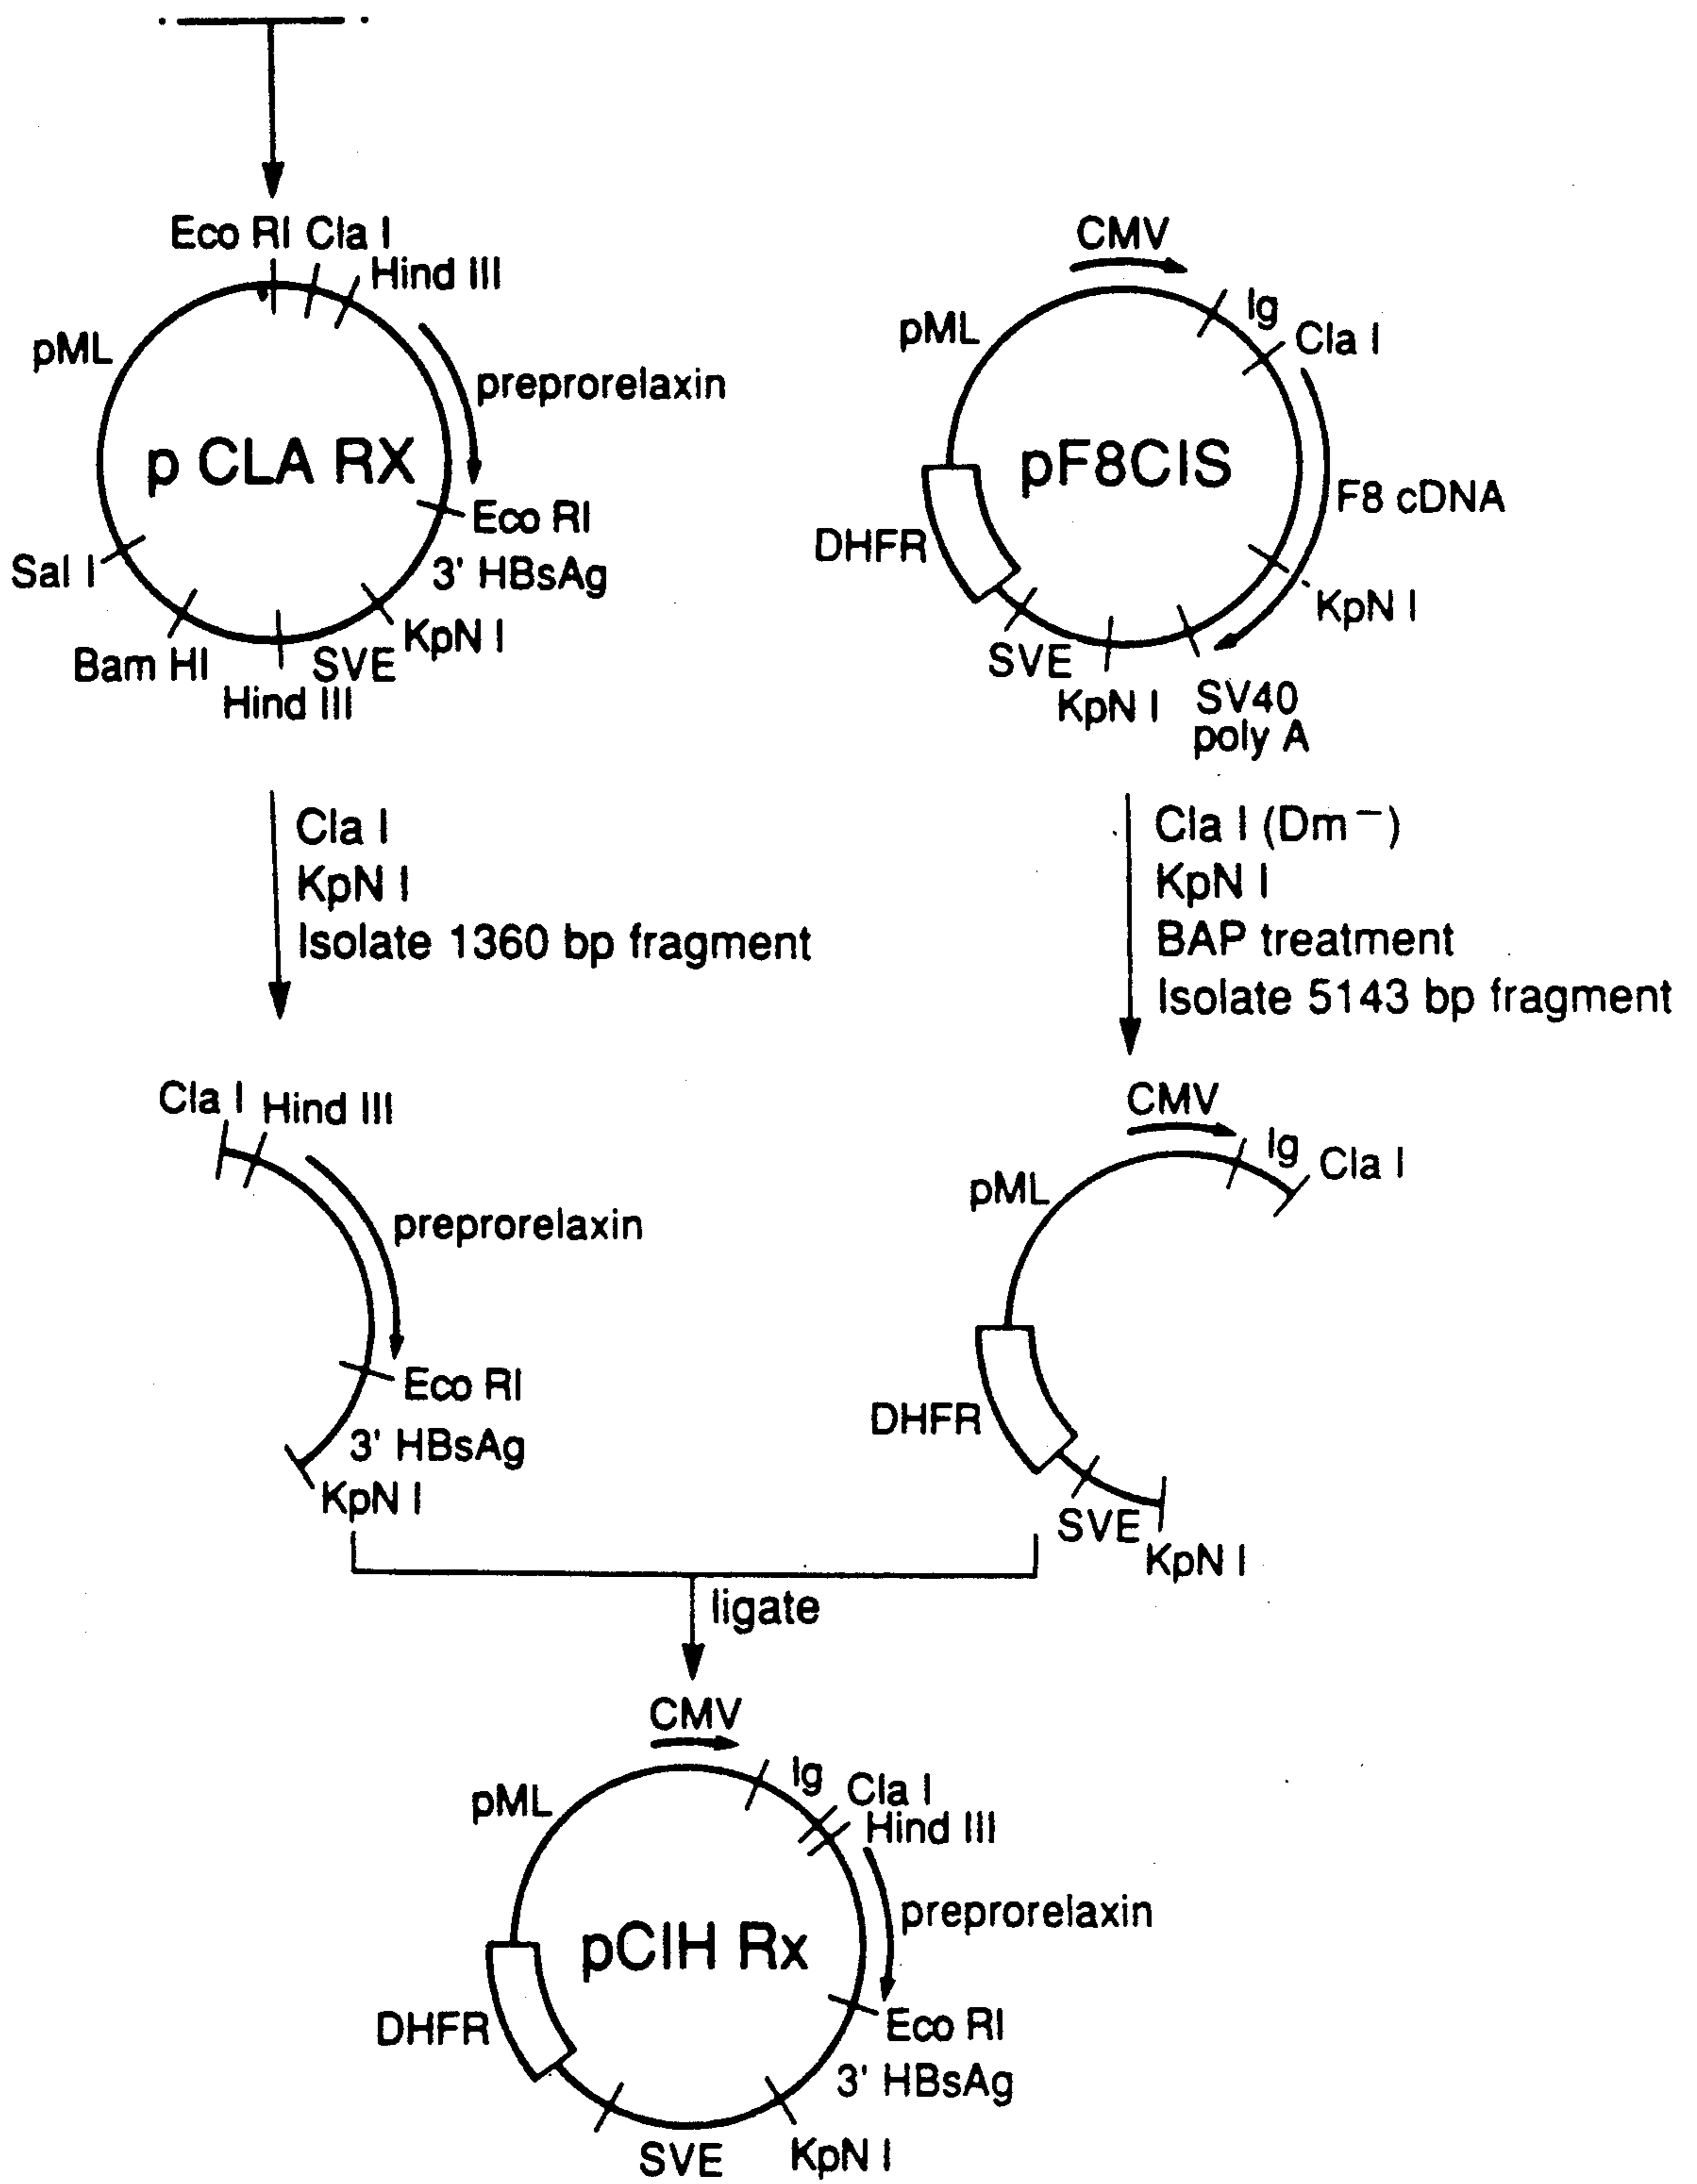 Eco RI Cla I
Hind III
pML
preprorelaxin
p CLA RX
Eco RI
3' HBsAg
Sal I
KpN I
Bam HI
SVE
Hind III
CMV
Ig
Cla I
pML
pF8CIS
F8 cDNA
DHFR
KpN I
SVE
KpN I
SV40
poly A
Cla I
KpN I
Isolate 1360 bp fragment
Cla I (Dm⁻)
KpN I
BAP treatment
Isolate 5143 bp fragment
Cla I Hind III
preprorelaxin
Eco RI
3' HBsAg
KpN I
CMV
Ig
Cla I
pML
DHFR
SVE
KpN I
ligate
CMV
Ig
Cla I
Hind III
pML
preprorelaxin
pCIH Rx
DHFR
Eco RI
3' HBsAg
SVE
KpN I